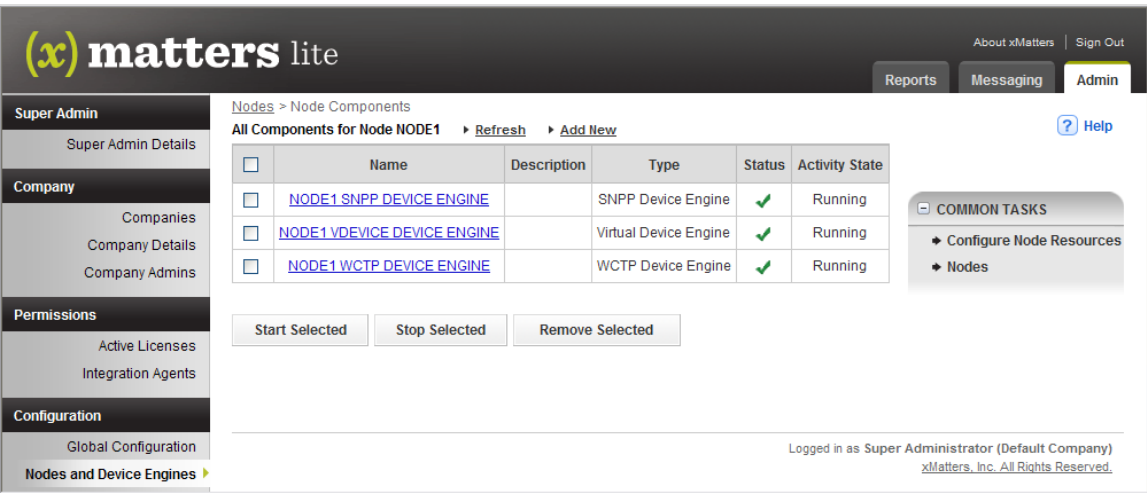 (x) matters lite
About xMatters | Sign Out
Reports Messaging Admin
Super Admin
Super Admin Details
Company
Companies
Company Details
Company Admins
Permissions
Active Licenses
Integration Agents
Configuration
Global Configuration
Nodes and Device Engines
Nodes > Node Components
All Components for Node NODE1 Refresh Add New
? Help
Name Description Type Status Activity State
NODE1 SNPP DEVICE ENGINE SNPP Device Engine Running
NODE1 VDEVICE DEVICE ENGINE Virtual Device Engine Running
NODE1 WCTP DEVICE ENGINE WCTP Device Engine Running
Start Selected Stop Selected Remove Selected
COMMON TASKS
Configure Node Resources
Nodes
Logged in as Super Administrator (Default Company)
xMatters, Inc. All Rights Reserved.